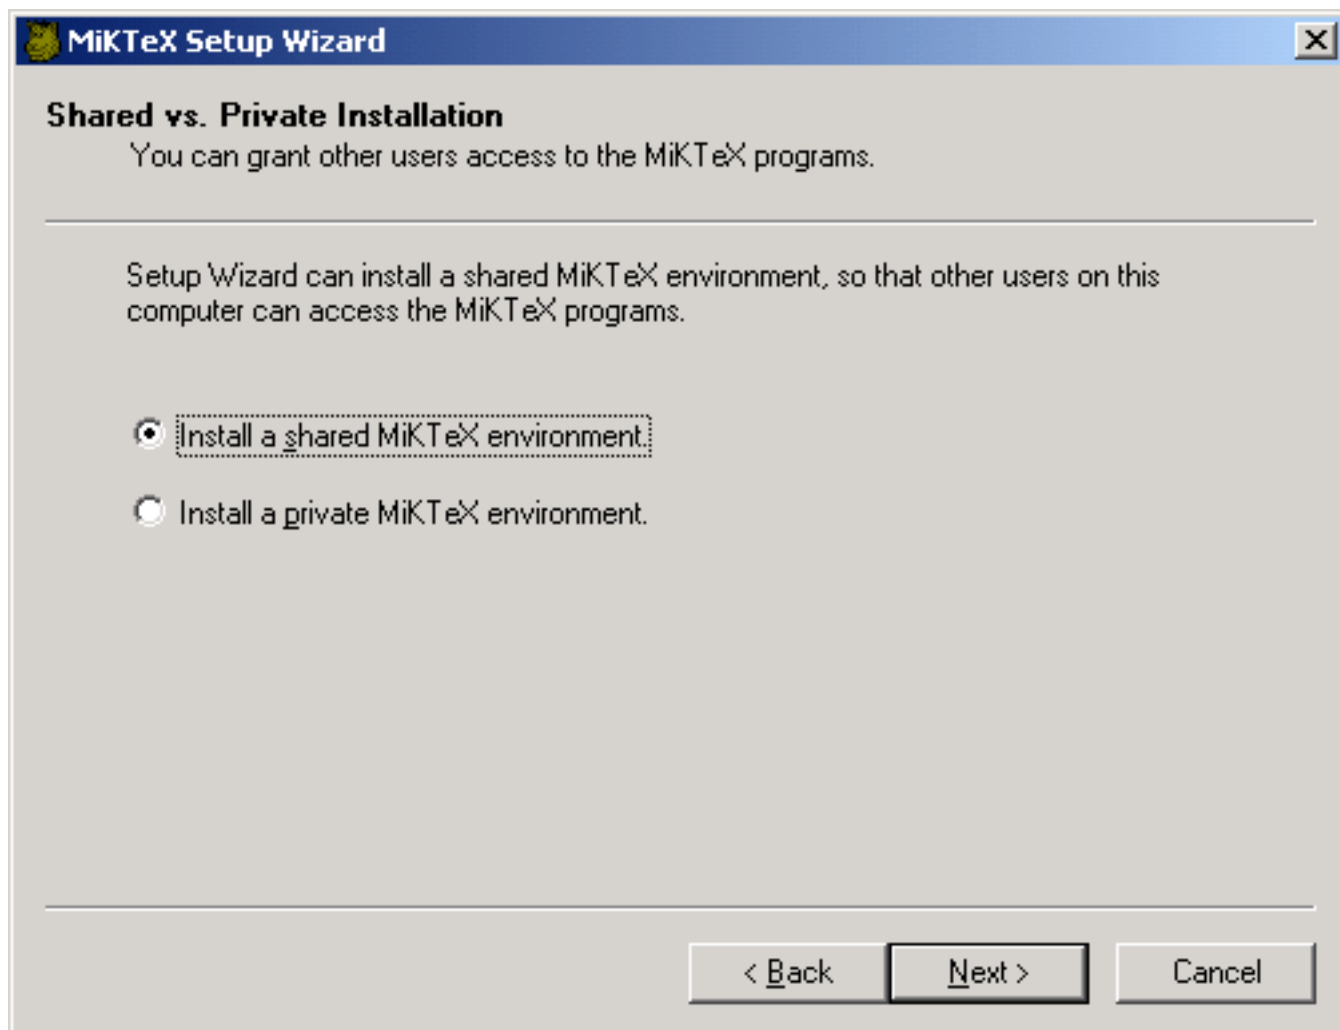 MiKTeX Setup Wizard
Shared vs. Private Installation
You can grant other users access to the MiKTeX programs.
Setup Wizard can install a shared MiKTeX environment, so that other users on this
computer can access the MiKTeX programs.
Install a shared MiKTeX environment.
Install a private MiKTeX environment.
< Back Next > Cancel